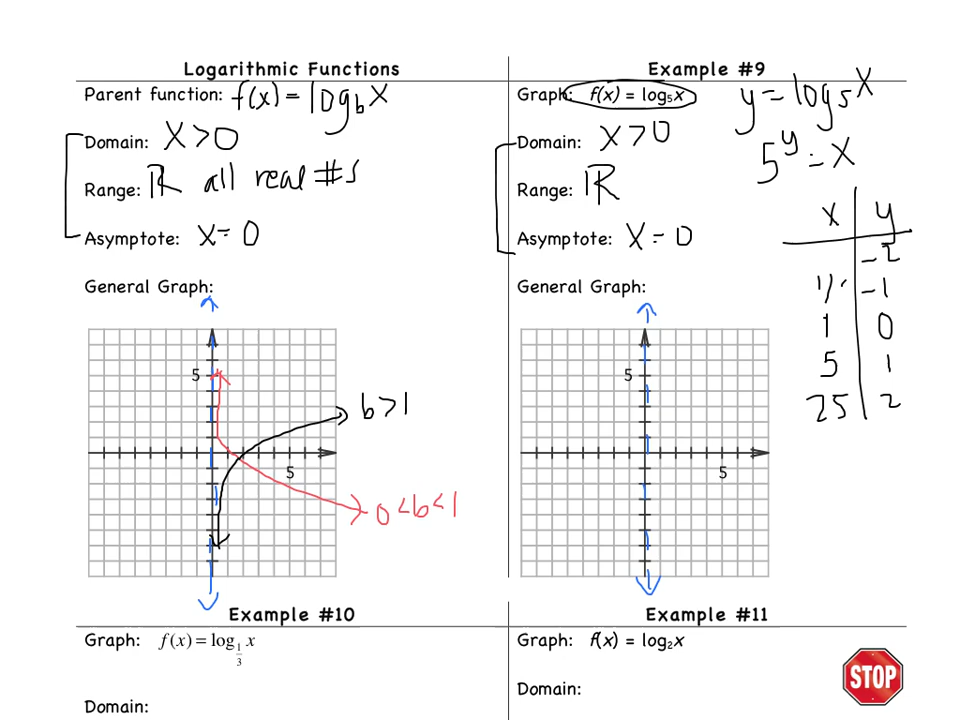 Logarithmic Functions
Parent function: f(x) = log_b x
Domain: x > 0
Range: ℝ all real #s
Asymptote: x = 0
General Graph:
5
5
b > 1
0 < b < 1
Example #9
Graph: f(x) = log₅x
y = log₅ x
5^y = x
Domain: x > 0
Range: ℝ
Asymptote: x = 0
General Graph:
x y
-2
-1
1 0
5 1
25 2
5
5
Example #10
Graph: f(x) = log_{1/3} x
Domain:
Example #11
Graph: f(x) = log₂x
Domain:
STOP